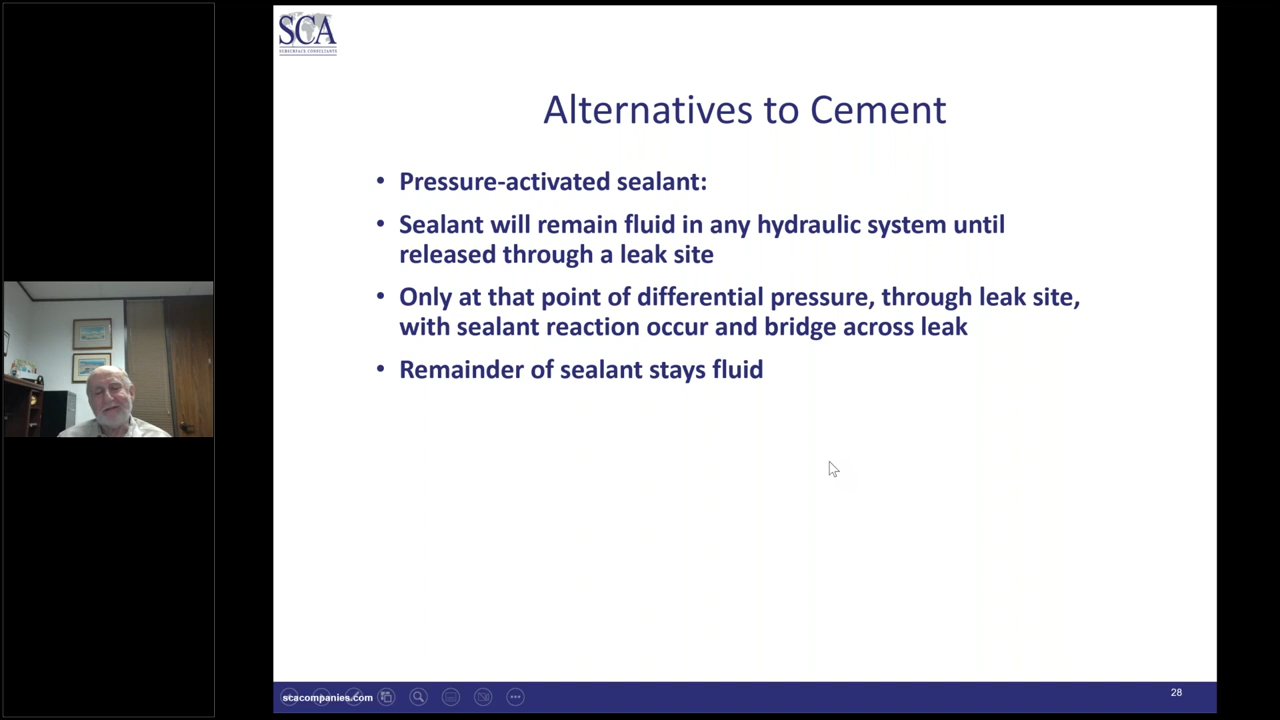 SCA
SUBSURFACE CONSULTANTS
Alternatives to Cement
• Pressure-activated sealant:
• Sealant will remain fluid in any hydraulic system until
released through a leak site
• Only at that point of differential pressure, through leak site,
with sealant reaction occur and bridge across leak
• Remainder of sealant stays fluid
scacompanies.com
28